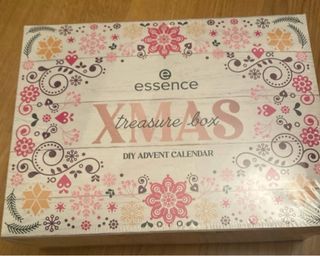 essence
XMAS
treasure box
DIY ADVENT CALENDAR